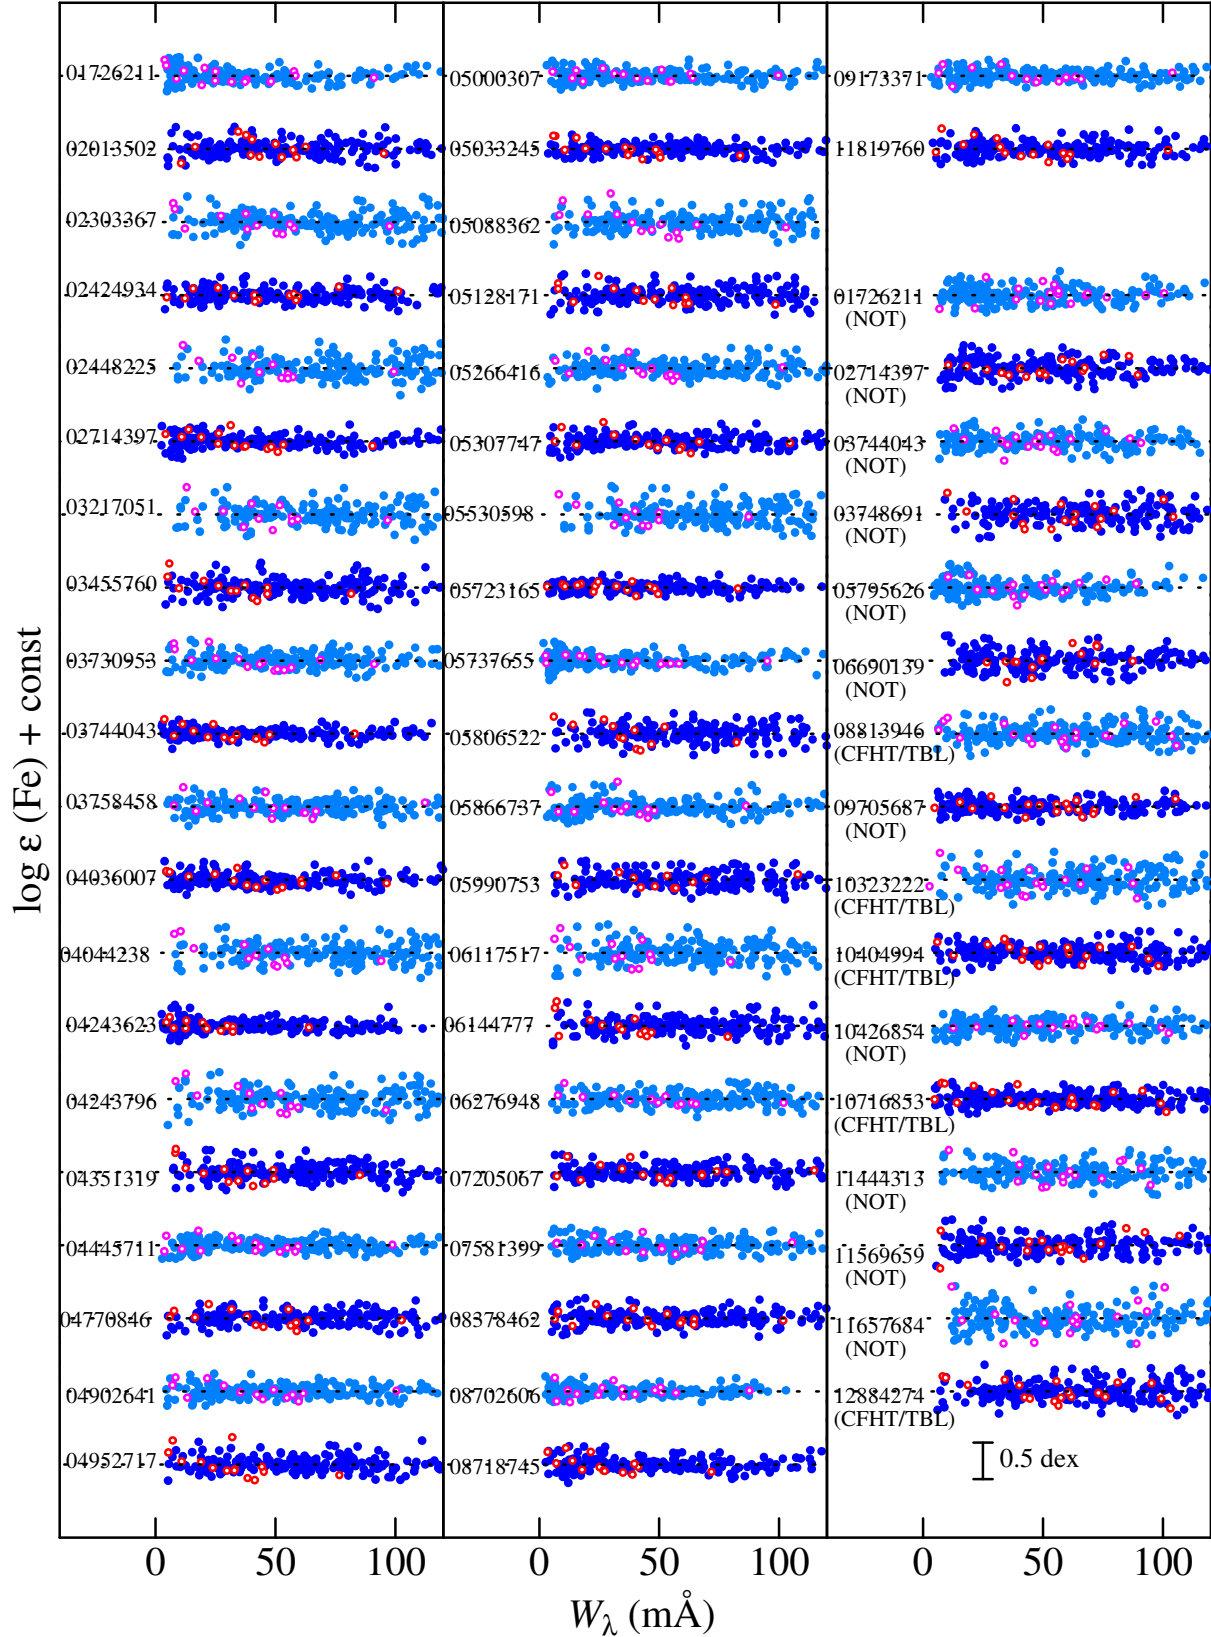 log ε (Fe) + const
01726211
02013502
02303367
02424934
02448225
02714397
03217051
03455760
03730953
03744043
03758458
04036007
04044238
04243623
04243796
04351319
04445711
04770846
04902641
04952717
05000307
05033245
05088362
05128171
05266416
05307747
05530598
05723165
05737655
05806522
05866737
05990753
06117517
06144777
06276948
07205067
07581399
08378462
08702606
08718745
09173371
11819760
01726211
(NOT)
02714397
(NOT)
03744043
(NOT)
03748691
(NOT)
05795626
(NOT)
06690139
(NOT)
08813946
(CFHT/TBL)
09705687
(NOT)
10323222
(CFHT/TBL)
10404994
(CFHT/TBL)
10426854
(NOT)
10716853
(CFHT/TBL)
11444313
(NOT)
11569659
(NOT)
11657684
(NOT)
12884274
(CFHT/TBL)
0.5 dex
0 50 100 0 50 100 0 50 100
Wλ (mÅ)